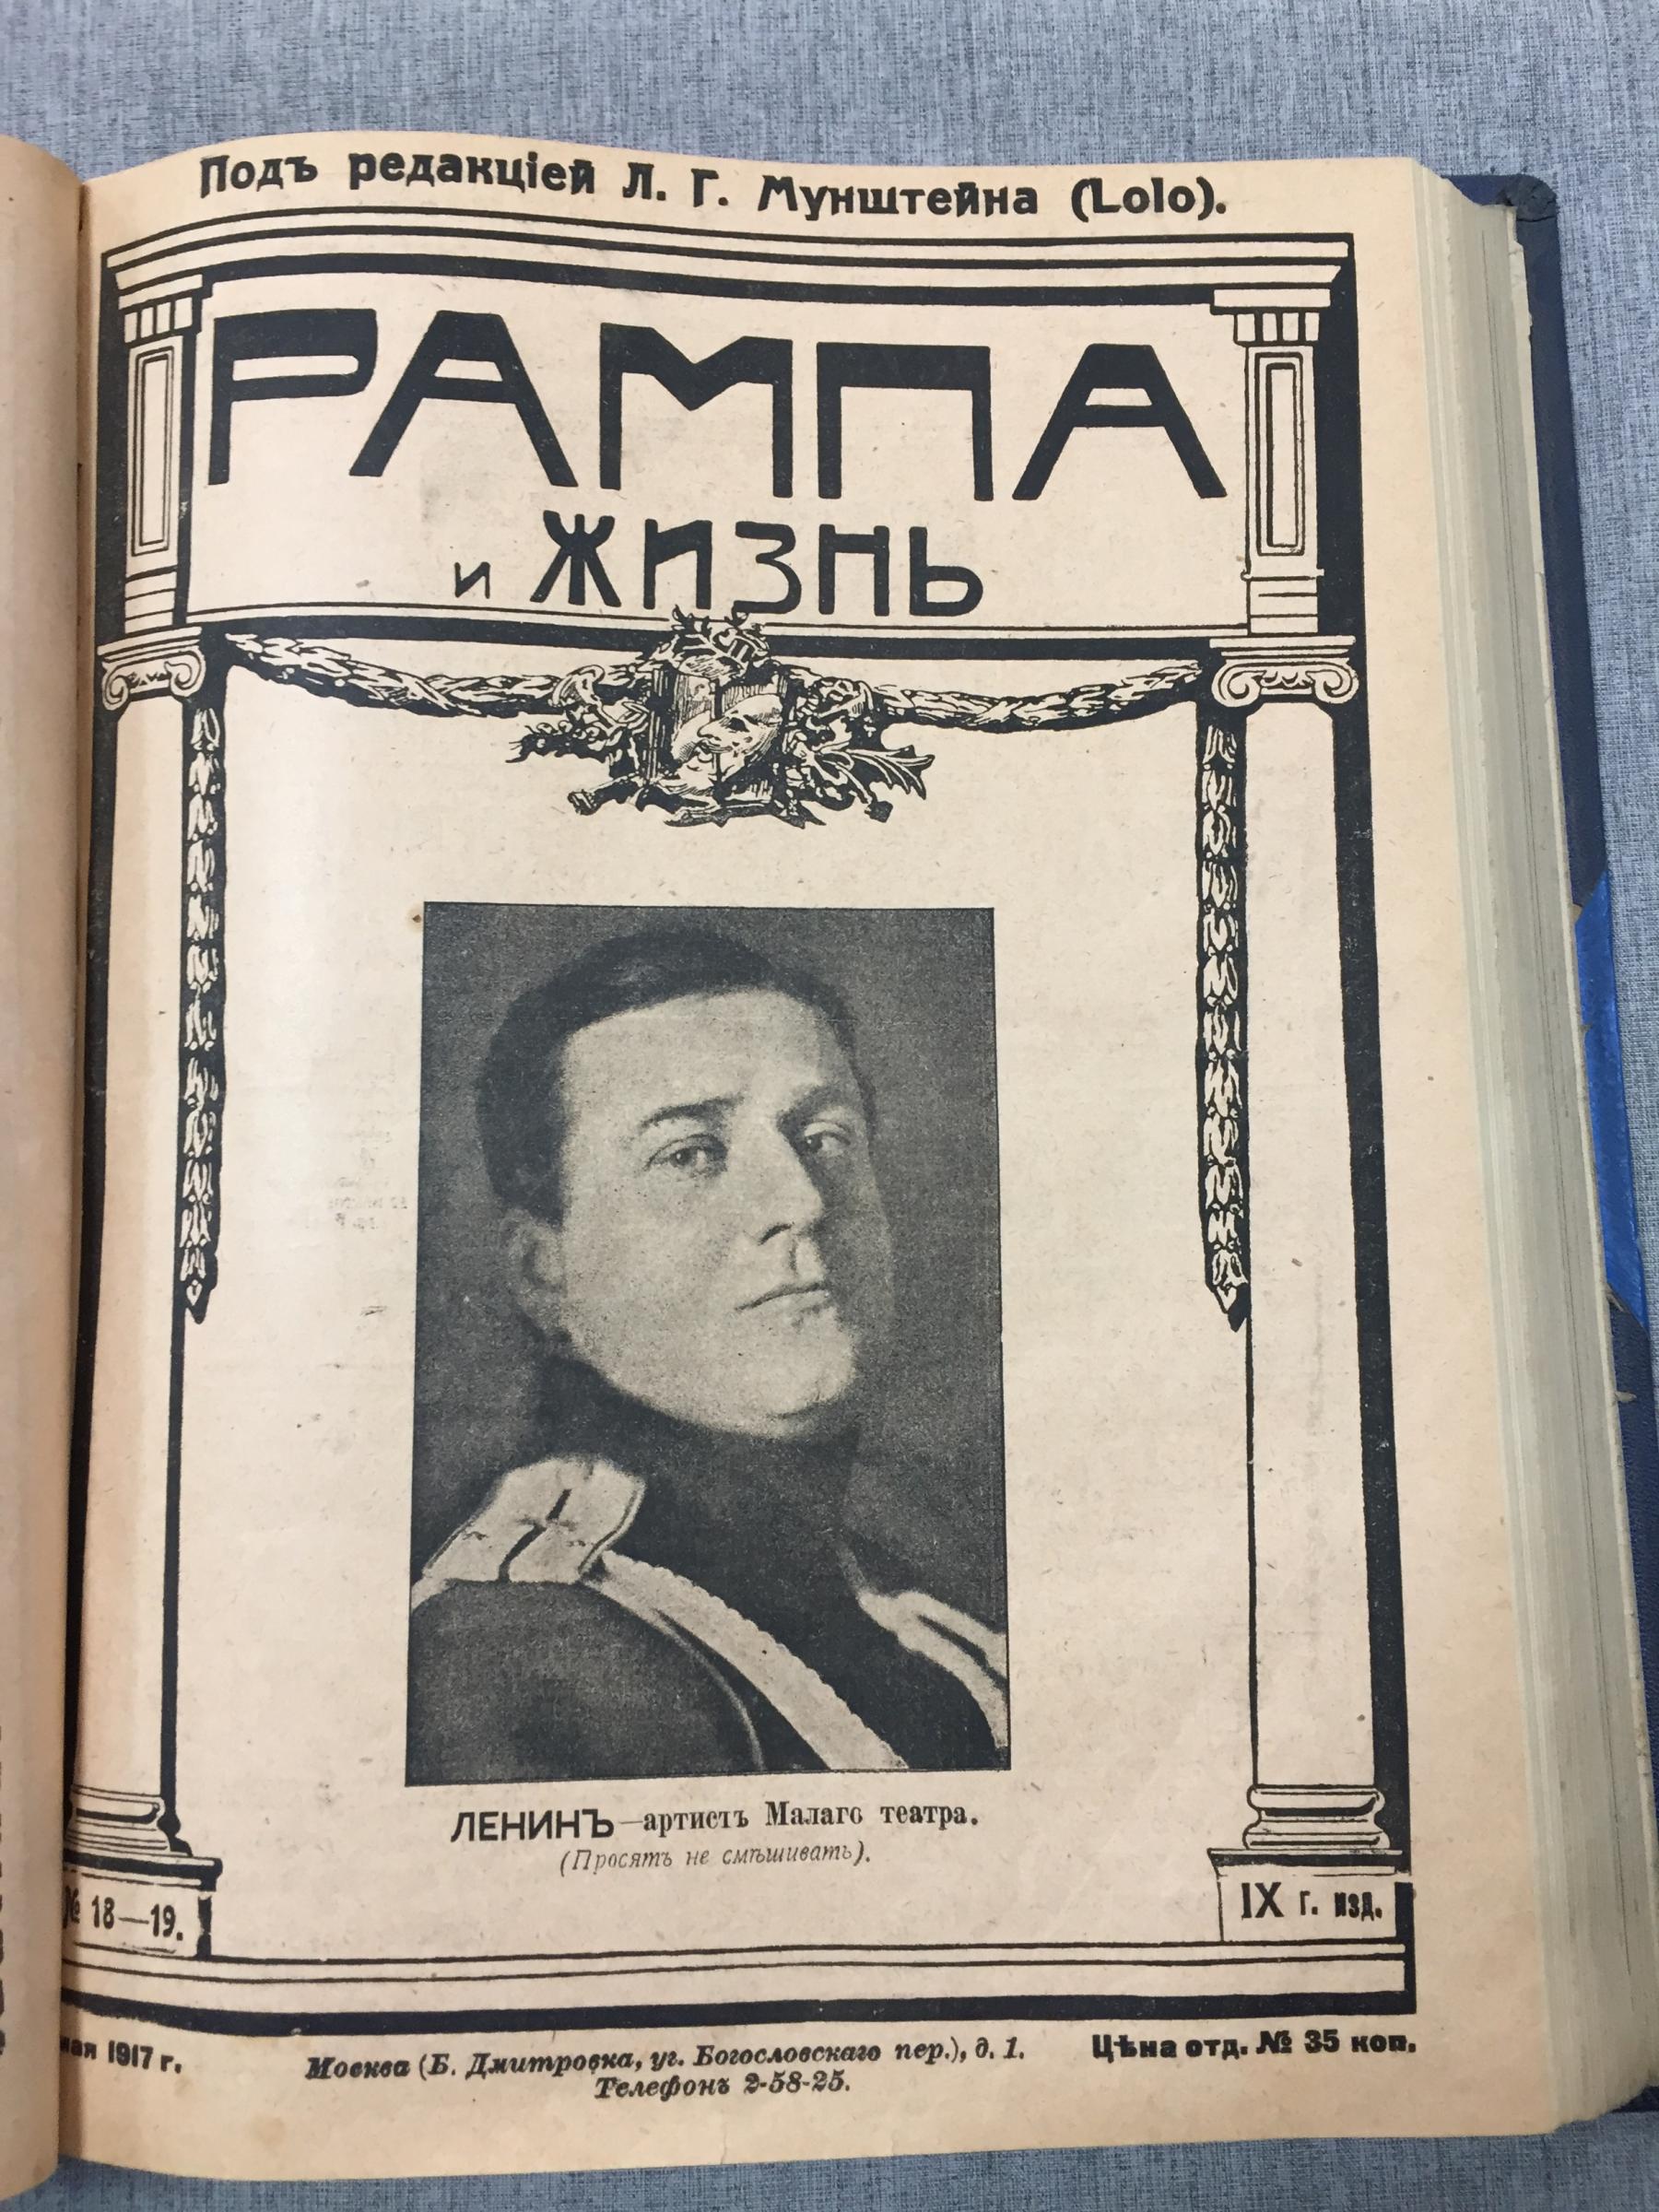 Подъ редакціей Л. Г. Мунштейна (Lolo).
РАМПА
и ЖИЗНЬ
ЛЕНИНЪ—артистъ Малаго театра.
(Просятъ не смѣшивать).
№ 18—19.
IX г. изд.
мая 1917 г.
Москва (Б. Дмитровка, уг. Богословскаго пер.), д. 1.
Телефонъ 2-58-25.
Цѣна отд. № 35 коп.